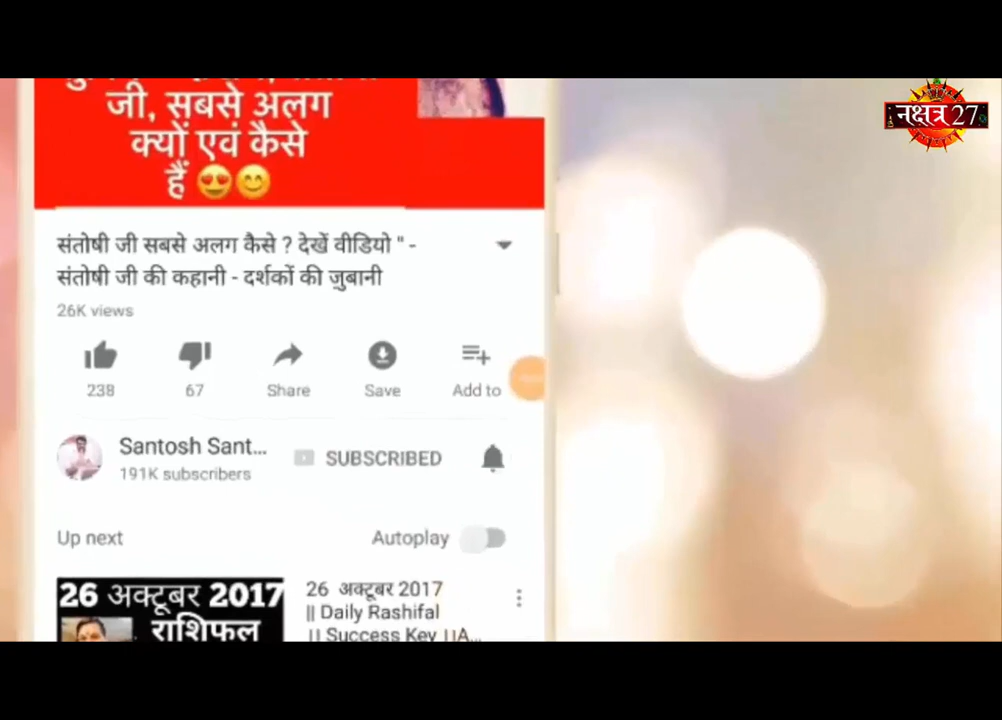 जी, सबसे अलग
क्यों एवं कैसे
हैं 😍😊
नक्षत्र 27
संतोषी जी सबसे अलग कैसे ? देखें वीडियो " -
संतोषी जी की कहानी - दर्शकों की जुबानी
26K views
238
67
Share
Save
Add to
Santosh Sant...
191K subscribers
SUBSCRIBED
Up next
Autoplay
26 अक्टूबर 2017
राशिफल
26 अक्टूबर 2017
|| Daily Rashifal
|| Success Key ||A...